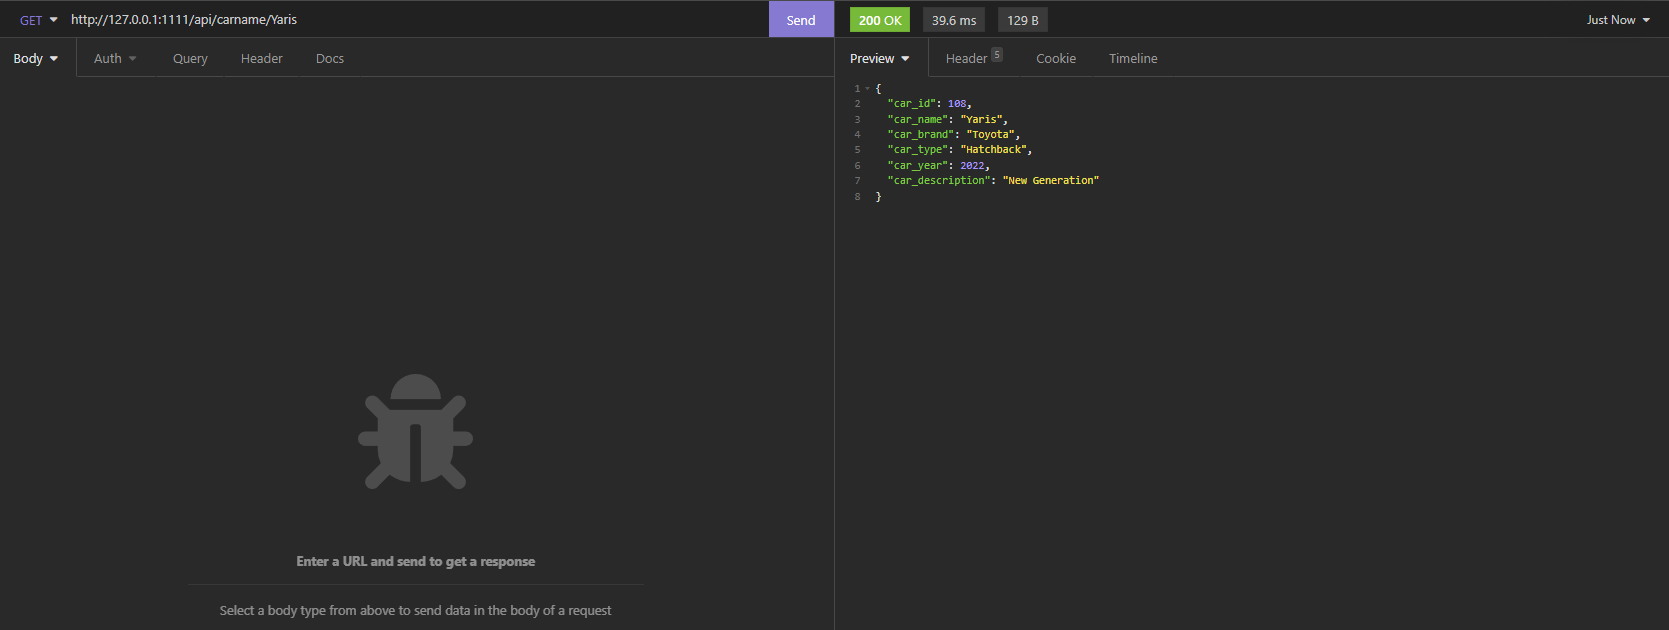 GET http://127.0.0.1:1111/api/carname/Yaris Send 200 OK 39.6 ms 129 B Just Now
Body Auth Query Header Docs
Preview Header 5 Cookie Timeline
1 {
2 "car_id": 108,
3 "car_name": "Yaris",
4 "car_brand": "Toyota",
5 "car_type": "Hatchback",
6 "car_year": 2022,
7 "car_description": "New Generation"
8 }
Enter a URL and send to get a response
Select a body type from above to send data in the body of a request